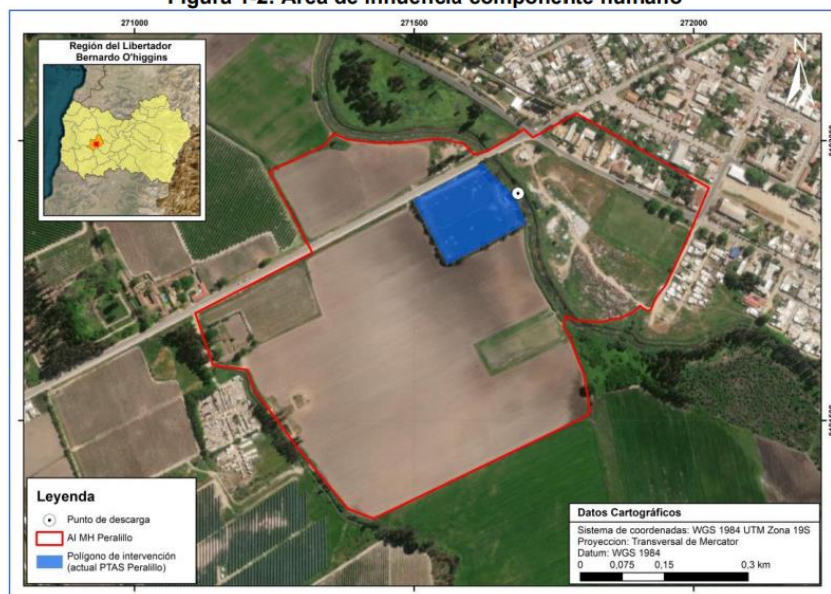 Figura 1-2: Área de influencia componente humano
271000 271500 272000
Región del Libertador
Bernardo O'higgins
N
Leyenda
Punto de descarga
AI MH Peralillo
Polígono de intervención
(actual PTAS Peralillo)
Datos Cartográficos
Sistema de coordenadas: WGS 1984 UTM Zona 19S
Proyeccion: Transversal de Mercator
Datum: WGS 1984
0 0,075 0,15 0,3 km